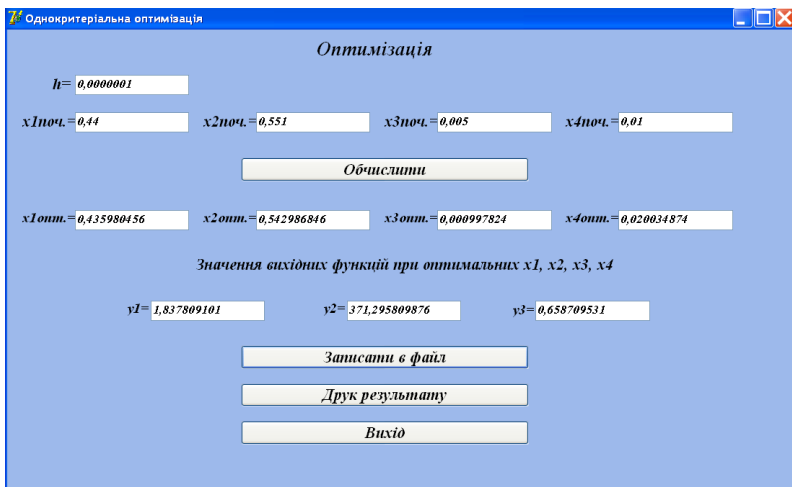 Однокритеріальна оптимізація
Оптимізація
h= 0,0000001
x1поч.= 0,44 x2поч.= 0,551 x3поч.= 0,005 x4поч.= 0,01
Обчислити
x1опт.= 0,435980456 x2опт.= 0,542986846 x3опт.= 0,000997824 x4опт.= 0,020034874
Значення вихідних функцій при оптимальних x1, x2, x3, x4
y1= 1,837809101 y2= 371,295809876 y3= 0,658709531
Записати в файл
Друк результату
Вихід